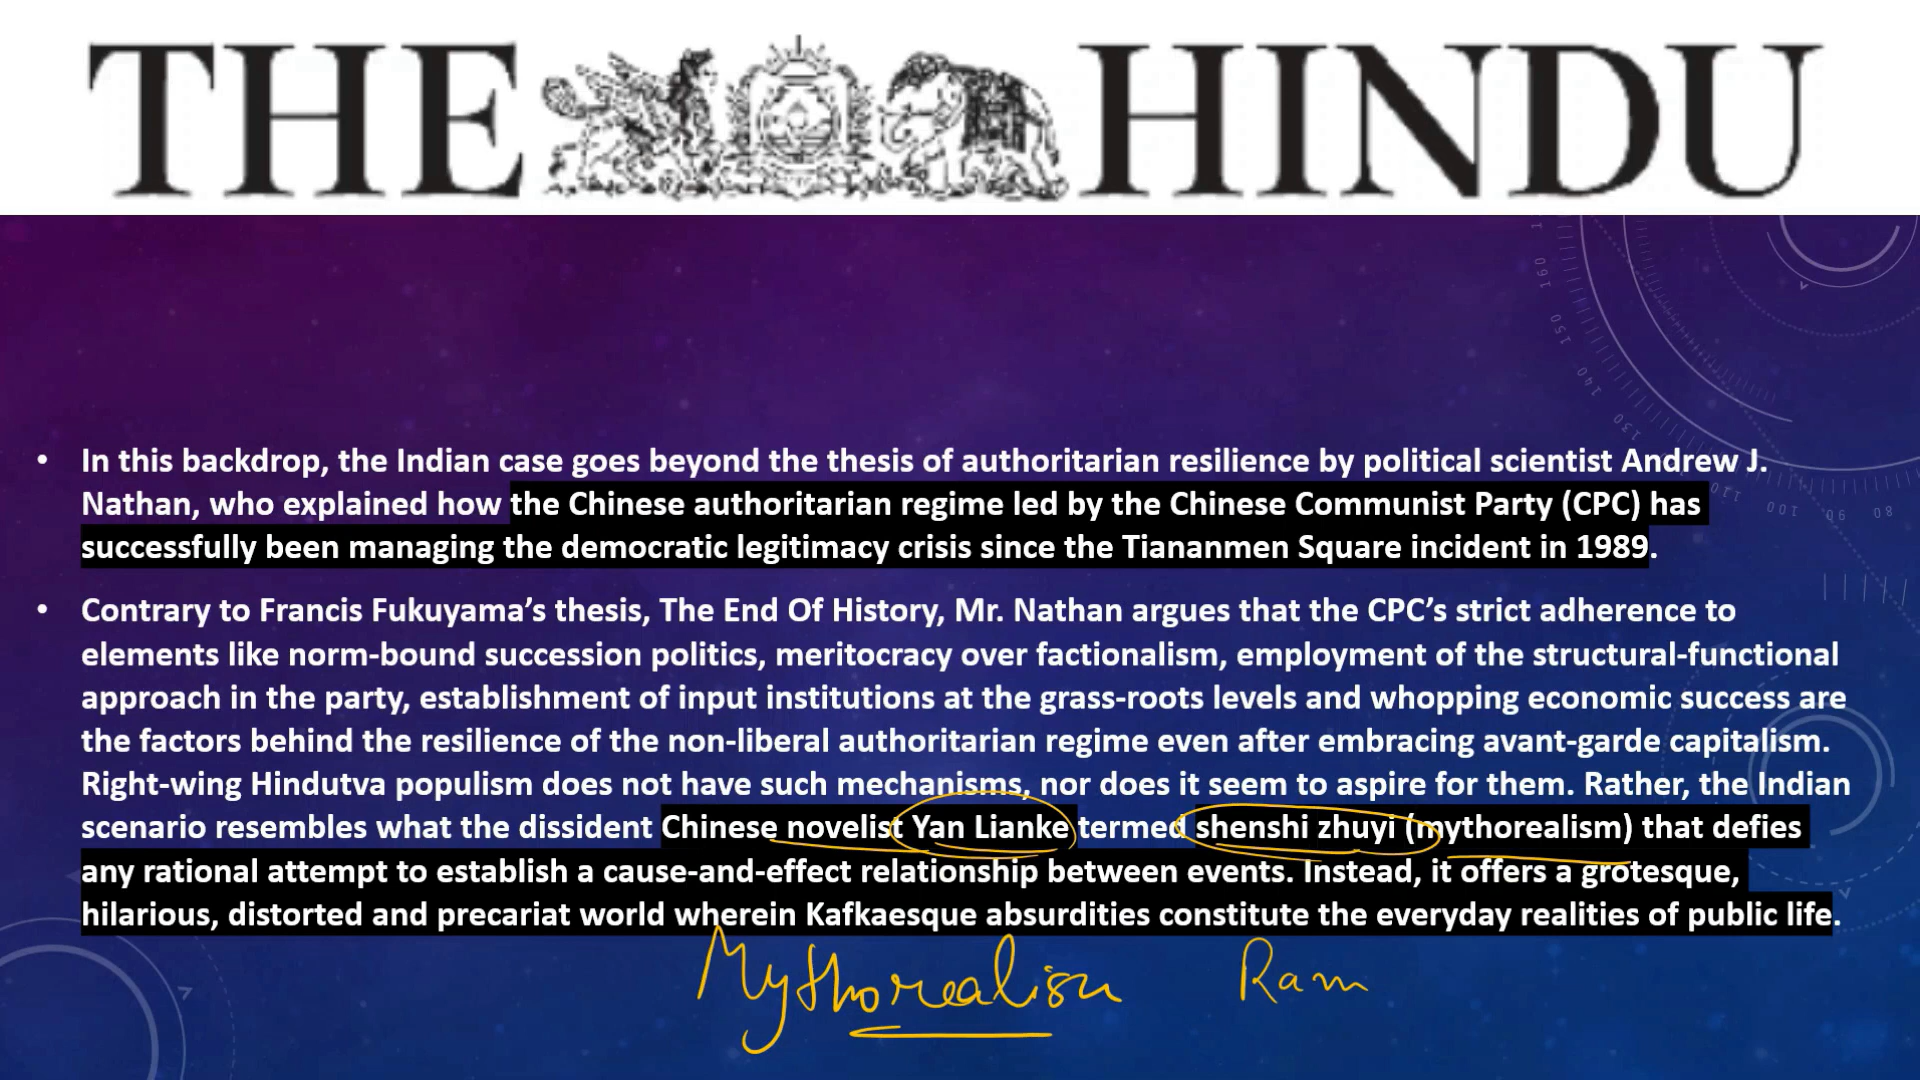 THE HINDU
• In this backdrop, the Indian case goes beyond the thesis of authoritarian resilience by political scientist Andrew J.
Nathan, who explained how the Chinese authoritarian regime led by the Chinese Communist Party (CPC) has
successfully been managing the democratic legitimacy crisis since the Tiananmen Square incident in 1989.
• Contrary to Francis Fukuyama’s thesis, The End Of History, Mr. Nathan argues that the CPC’s strict adherence to
elements like norm-bound succession politics, meritocracy over factionalism, employment of the structural-functional
approach in the party, establishment of input institutions at the grass-roots levels and whopping economic success are
the factors behind the resilience of the non-liberal authoritarian regime even after embracing avant-garde capitalism.
Right-wing Hindutva populism does not have such mechanisms, nor does it seem to aspire for them. Rather, the Indian
scenario resembles what the dissident Chinese novelist Yan Lianke termed shenshi zhuyi (mythorealism) that defies
any rational attempt to establish a cause-and-effect relationship between events. Instead, it offers a grotesque,
hilarious, distorted and precariat world wherein Kafkaesque absurdities constitute the everyday realities of public life.
Mythorealism Ram
160
150
140
130
110
100
90
80